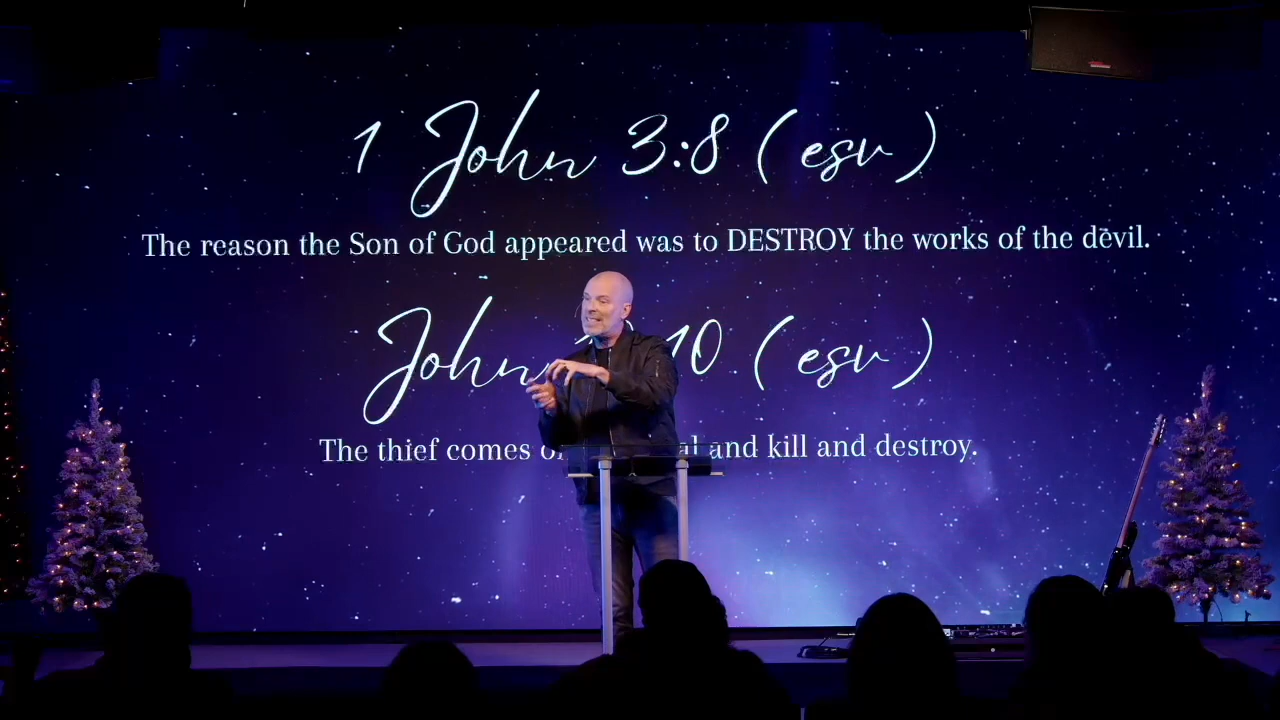 1 John 3:8 (esv)
The reason the Son of God appeared was to DESTROY the works of the devil.
John 10 (esv)
The thief comes and kill and destroy.